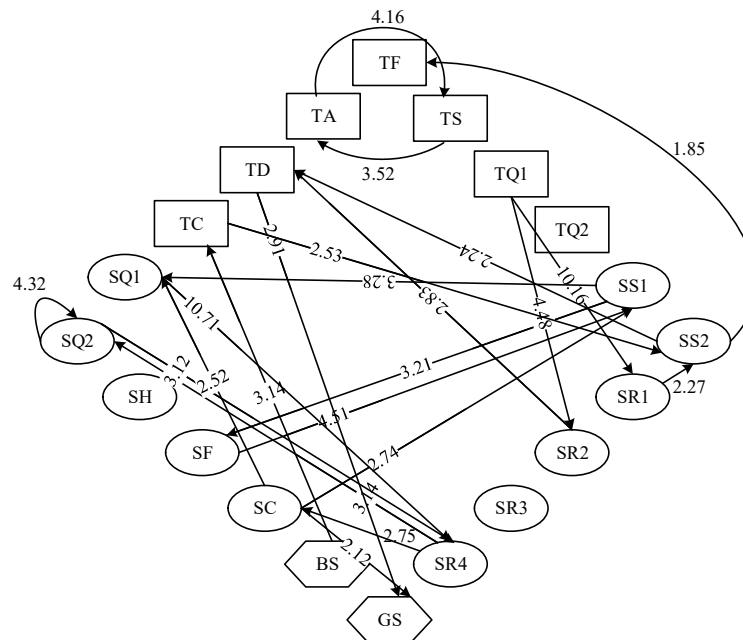 4.16
TF
TA
TS
1.85
3.52
TD
TQ1
TC
2.91
TQ2
2.53
2.24
SQ1
3.28
10.16
SS1
4.32
10.71
2.83
4.48
SQ2
SS2
3.12
2.52
3.21
SH
3.14
SR1
2.27
4.51
SF
2.74
SR2
SC
3.14
SR3
2.75
2.12
BS
SR4
GS